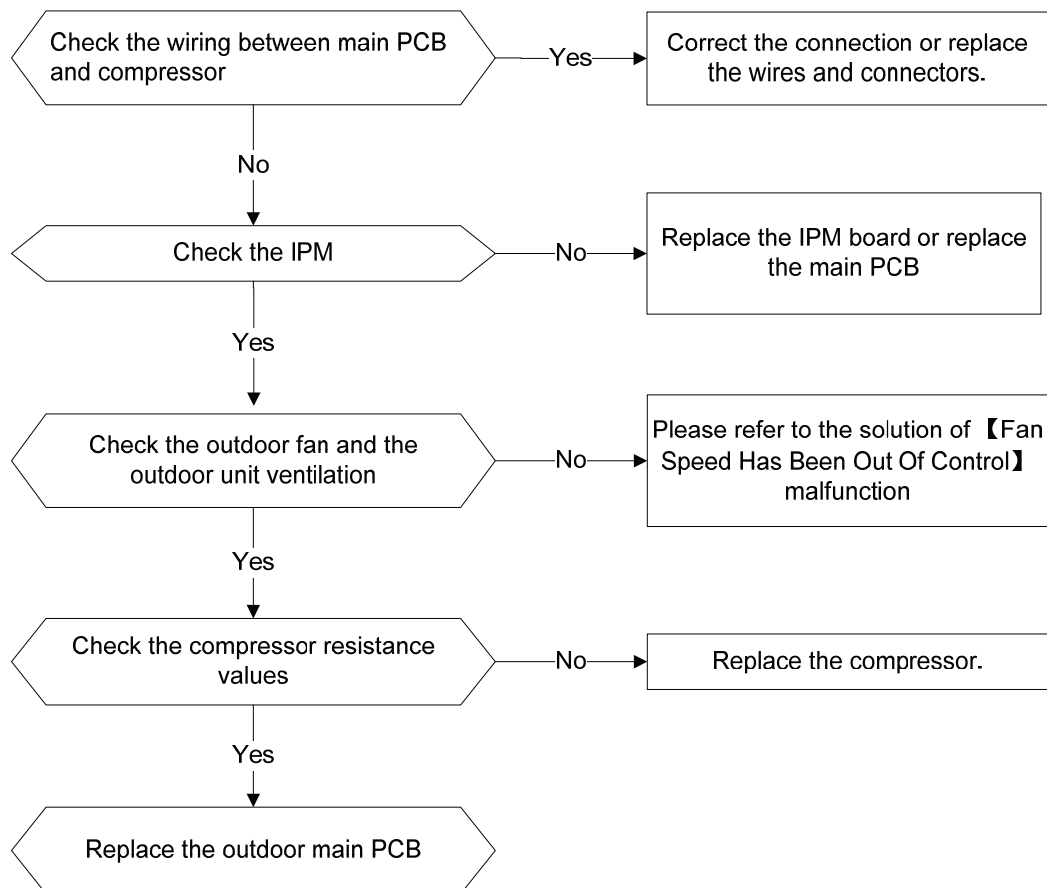 Check the wiring between main PCB
and compressor
Yes
Correct the connection or replace
the wires and connectors.
No
Check the IPM
No
Replace the IPM board or replace
the main PCB
Yes
Check the outdoor fan and the
outdoor unit ventilation
No
Please refer to the solution of 【Fan
Speed Has Been Out Of Control】
malfunction
Yes
Check the compressor resistance
values
No
Replace the compressor.
Yes
Replace the outdoor main PCB